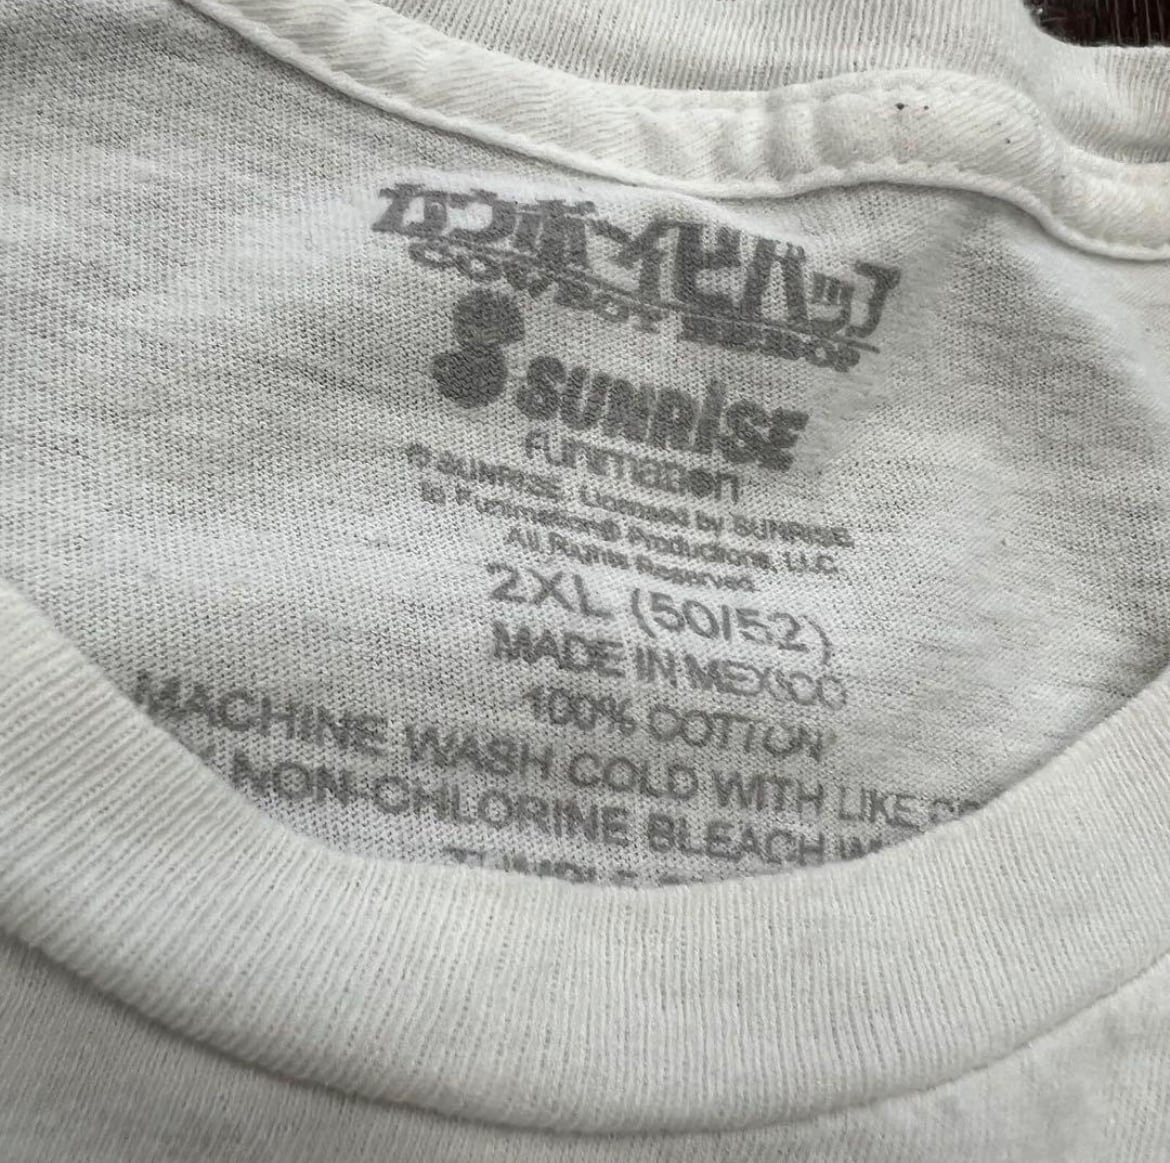 カウボーイビバップ
COWBOY BEBOP
SUNRISE
FUNimation
© SUNRISE. Licensed by SUNRISE
to Funimation® Productions, LLC.
All Rights Reserved
2XL (50/52)
MADE IN MEXICO
100% COTTON
MACHINE WASH COLD WITH LIKE
NON-CHLORINE BLEACH